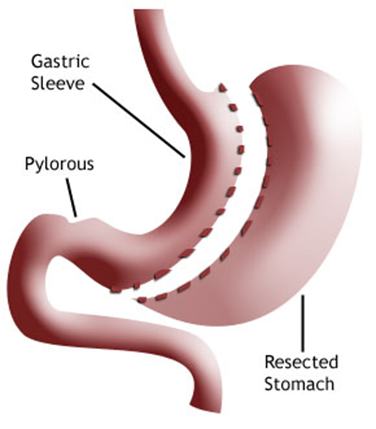 Gastric
Sleeve
Pylorous
Resected
Stomach